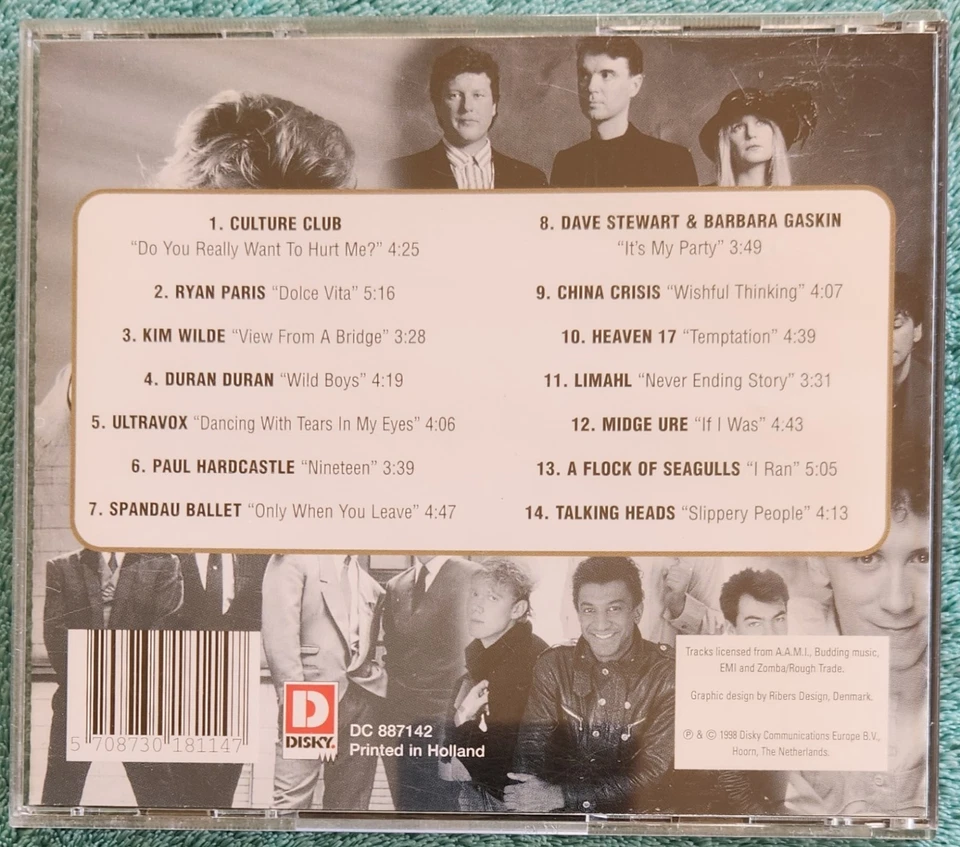 1. CULTURE CLUB
“Do You Really Want To Hurt Me?” 4:25
2. RYAN PARIS “Dolce Vita” 5:16
3. KIM WILDE “View From A Bridge” 3:28
4. DURAN DURAN “Wild Boys” 4:19
5. ULTRAVOX “Dancing With Tears In My Eyes” 4:06
6. PAUL HARDCASTLE “Nineteen” 3:39
7. SPANDAU BALLET “Only When You Leave” 4:47
8. DAVE STEWART & BARBARA GASKIN
“It’s My Party” 3:49
9. CHINA CRISIS “Wishful Thinking” 4:07
10. HEAVEN 17 “Temptation” 4:39
11. LIMAHL “Never Ending Story” 3:31
12. MIDGE URE “If I Was” 4:43
13. A FLOCK OF SEAGULLS “I Ran” 5:05
14. TALKING HEADS “Slippery People” 4:13
5 708730 181147
D
DISKY.
DC 887142
Printed in Holland
Tracks licensed from A.A.M.I., Budding music,
EMI and Zomba/Rough Trade.
Graphic design by Ribers Design, Denmark.
℗ & © 1998 Disky Communications Europe B.V.,
Hoorn, The Netherlands.